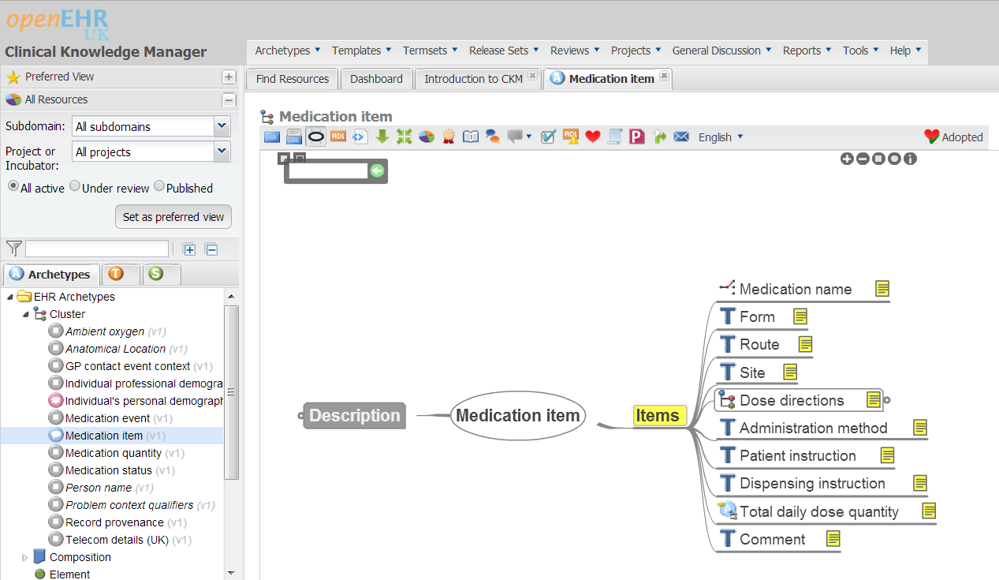 openEHR
UK
Clinical Knowledge Manager
Archetypes Templates Termsets Release Sets Reviews Projects General Discussion Reports Tools Help
Preferred View
All Resources
Subdomain: All subdomains
Project or Incubator: All projects
All active Under review Published
Set as preferred view
Archetypes T S
EHR Archetypes
Cluster
Ambient oxygen (v1)
Anatomical Location (v1)
GP contact event context (v1)
Individual professional demogra
Individual's personal demograph
Medication event (v1)
Medication item (v1)
Medication quantity (v1)
Medication status (v1)
Person name (v1)
Problem context qualifiers (v1)
Record provenance (v1)
Telecom details (UK) (v1)
Composition
Element
Find Resources Dashboard Introduction to CKM Medication item
Medication item
ADL ADL P English Adopted
Description
Medication item
Items
Medication name
Form
Route
Site
Dose directions
Administration method
Patient instruction
Dispensing instruction
Total daily dose quantity
Comment